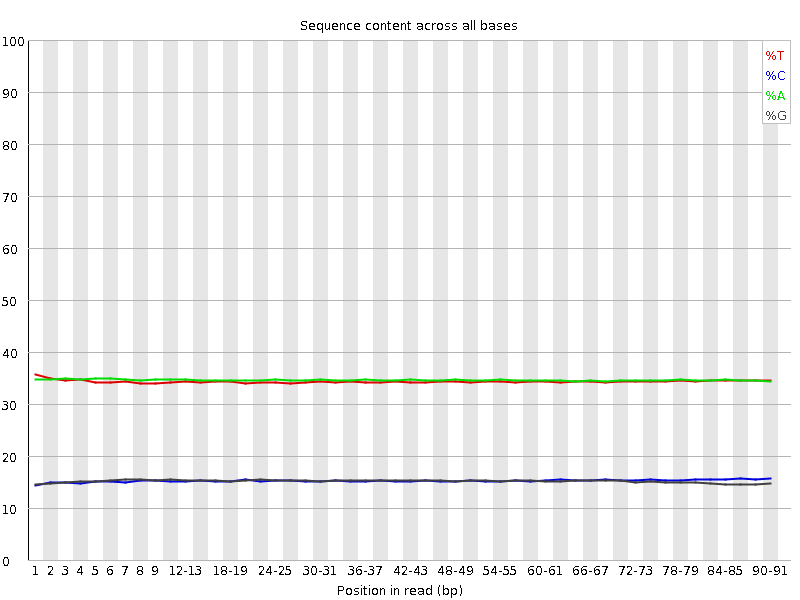 Sequence content across all bases
100
90
80
70
60
50
40
30
20
10
0
%T
%C
%A
%G
1 2 3 4 5 6 7 8 9 12-13 18-19 24-25 30-31 36-37 42-43 48-49 54-55 60-61 66-67 72-73 78-79 84-85 90-91
Position in read (bp)